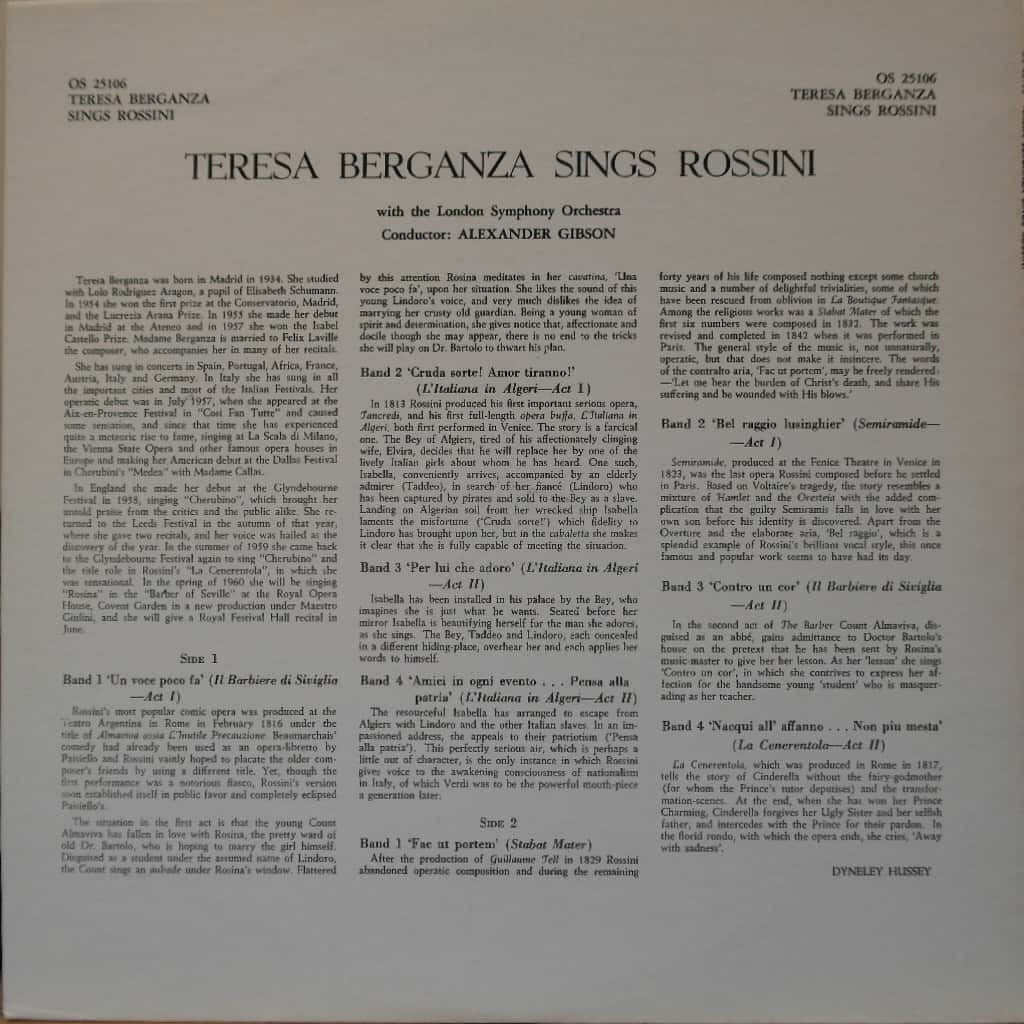 OS 25106
TERESA BERGANZA
SINGS ROSSINI
OS 25106
TERESA BERGANZA
SINGS ROSSINI
TERESA BERGANZA SINGS ROSSINI
with the London Symphony Orchestra
Conductor: ALEXANDER GIBSON
Teresa Berganza was born in Madrid in 1934. She studied
with Lolo Rodriguez Aragon, a pupil of Elisabeth Schumann.
In 1954 she won the first prize at the Conservatorio, Madrid,
and the Lucrezia Arana Prize. In 1955 she made her debut
in Madrid at the Ateneo and in 1957 she won the Isabel
Castello Prize. Madame Berganza is married to Felix Laville
the composer, who accompanies her in many of her recitals.
She has sung in concerts in Spain, Portugal, Africa, France,
Austria, Italy and Germany. In Italy she has sung in all
the important cities and most of the Italian Festivals. Her
operatic debut was in July 1957, when she appeared at the
Aix-en-Provence Festival in "Cosi Fan Tutte" and caused
some sensation, and since that time she has experienced
quite a meteoric rise to fame, singing at La Scala di Milano,
the Vienna State Opera and other famous opera houses in
Europe and making her American debut at the Dallas Festival
in Cherubini's "Medea" with Madame Callas.
In England she made her debut at the Glyndebourne
Festival in 1958, singing "Cherubino", which brought her
untold praise from the critics and the public alike. She re-
turned to the Leeds Festival in the autumn of that year,
where she gave two recitals, and her voice was hailed as the
discovery of the year. In the summer of 1959 she came back
to the Glyndebourne Festival again to sing "Cherubino" and
the title role in Rossini's "La Cenerentola", in which she
was sensational. In the spring of 1960 she will be singing
"Rosina" in the "Barber of Seville" at the Royal Opera
House, Covent Garden in a new production under Maestro
Giulini, and she will give a Royal Festival Hall recital in
June.
SIDE 1
Band 1 'Un voce poco fa' (Il Barbiere di Siviglia
—Act I)
Rossini's most popular comic opera was produced at the
Teatro Argentina in Rome in February 1816 under the
title of Almaviva ossia L'Inutile Precauzione. Beaumarchais'
comedy had already been used as an opera-libretto by
Paisiello and Rossini vainly hoped to placate the older com-
poser's friends by using a different title. Yet, though the
first performance was a notorious fiasco, Rossini's version
soon established itself in public favor and completely eclipsed
Paisiello's.
The situation in the first act is that the young Count
Almaviva has fallen in love with Rosina, the pretty ward of
old Dr. Bartolo, who is hoping to marry the girl himself.
Disguised as a student under the assumed name of Lindoro,
the Count sings an aubade under Rosina's window. Flattered
by this attention Rosina meditates in her cavatina, 'Una
voce poco fa', upon her situation. She likes the sound of this
young Lindoro's voice, and very much dislikes the idea of
marrying her crusty old guardian. Being a young woman of
spirit and determination, she gives notice that, affectionate and
docile though she may appear, there is no end to the tricks
she will play on Dr. Bartolo to thwart his plan.
Band 2 'Cruda sorte! Amor tiranno!'
(L'Italiana in Algeri—Act I)
In 1813 Rossini produced his first important serious opera,
Tancredi, and his first full-length opera buffa, L'Italiana in
Algeri, both first performed in Venice. The story is a farcical
one. The Bey of Algiers, tired of his affectionately clinging
wife, Elvira, decides that he will replace her by one of the
lively Italian girls about whom he has heard. One such,
Isabella, conveniently arrives, accompanied by an elderly
admirer (Taddeo), in search of her fiancé (Lindoro) who
has been captured by pirates and sold to the Bey as a slave.
Landing on Algerian soil from her wrecked ship Isabella
laments the misfortune ('Cruda sorte!') which fidelity to
Lindoro has brought upon her, but in the cabaletta she makes
it clear that she is fully capable of meeting the situation.
Band 3 'Per lui che adoro' (L'Italiana in Algeri
—Act II)
Isabella has been installed in his palace by the Bey, who
imagines she is just what he wants. Seated before her
mirror Isabella is beautifying herself for the man she adores,
as she sings. The Bey, Taddeo and Lindoro, each concealed
in a different hiding-place, overhear her and each applies her
words to himself.
Band 4 'Amici in ogni evento . . . Pensa alla
patria' (L'Italiana in Algeri—Act II)
The resourceful Isabella has arranged to escape from
Algiers with Lindoro and the other Italian slaves. In an im-
passioned address, she appeals to their patriotism ('Pensa
alla patria'). This perfectly serious air, which is perhaps a
little out of character, is the only instance in which Rossini
gives voice to the awakening consciousness of nationalism
in Italy, of which Verdi was to be the powerful mouth-piece
a generation later.
SIDE 2
Band 1 'Fac ut portem' (Stabat Mater)
After the production of Guillaume Tell in 1829 Rossini
abandoned operatic composition and during the remaining
forty years of his life composed nothing except some church
music and a number of delightful trivialities, some of which
have been rescued from oblivion in La Boutique Fantasque.
Among the religious works was a Stabat Mater of which the
first six numbers were composed in 1832. The work was
revised and completed in 1842 when it was performed in
Paris. The general style of the music is, not unnaturally,
operatic, but that does not make it insincere. The words
of the contralto aria, 'Fac ut portem', may be freely rendered:
—'Let me bear the burden of Christ's death, and share His
suffering and be wounded with His blows.'
Band 2 'Bel raggio lusinghier' (Semiramide—
—Act I)
Semiramide, produced at the Fenice Theatre in Venice in
1823, was the last opera Rossini composed before he settled
in Paris. Based on Voltaire's tragedy, the story resembles a
mixture of Hamlet and the Oresteia with the added com-
plication that the guilty Semiramis falls in love with her
own son before his identity is discovered. Apart from the
Overture and the elaborate aria, 'Bel raggio', which is a
splendid example of Rossini's brilliant vocal style, this once
famous and popular work seems to have had its day.
Band 3 'Contro un cor' (Il Barbiere di Siviglia
—Act II)
In the second act of The Barber Count Almaviva, dis-
guised as an abbé, gains admittance to Doctor Bartolo's
house on the pretext that he has been sent by Rosina's
music-master to give her her lesson. As her 'lesson' she sings
'Contro un cor', in which she contrives to express her af-
fection for the handsome young 'student' who is masquer-
ading as her teacher.
Band 4 'Nacqui all' affanno . . . Non piu mesta'
(La Cenerentola—Act II)
La Cenerentola, which was produced in Rome in 1817,
tells the story of Cinderella without the fairy-godmother
(for whom the Prince's tutor deputises) and the transfor-
mation-scenes. At the end, when she has won her Prince
Charming, Cinderella forgives her Ugly Sister and her selfish
father, and intercedes with the Prince for their pardon. In
the florid rondo, with which the opera ends, she cries, 'Away
with sadness'.
DYNELEY HUSSEY